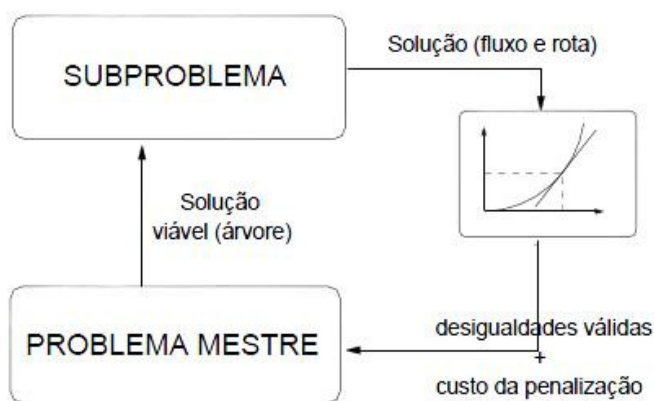 SUBPROBLEMA
Solução (fluxo e rota)
Solução
viável (árvore)
PROBLEMA MESTRE
desigualdades válidas
+
custo da penalização